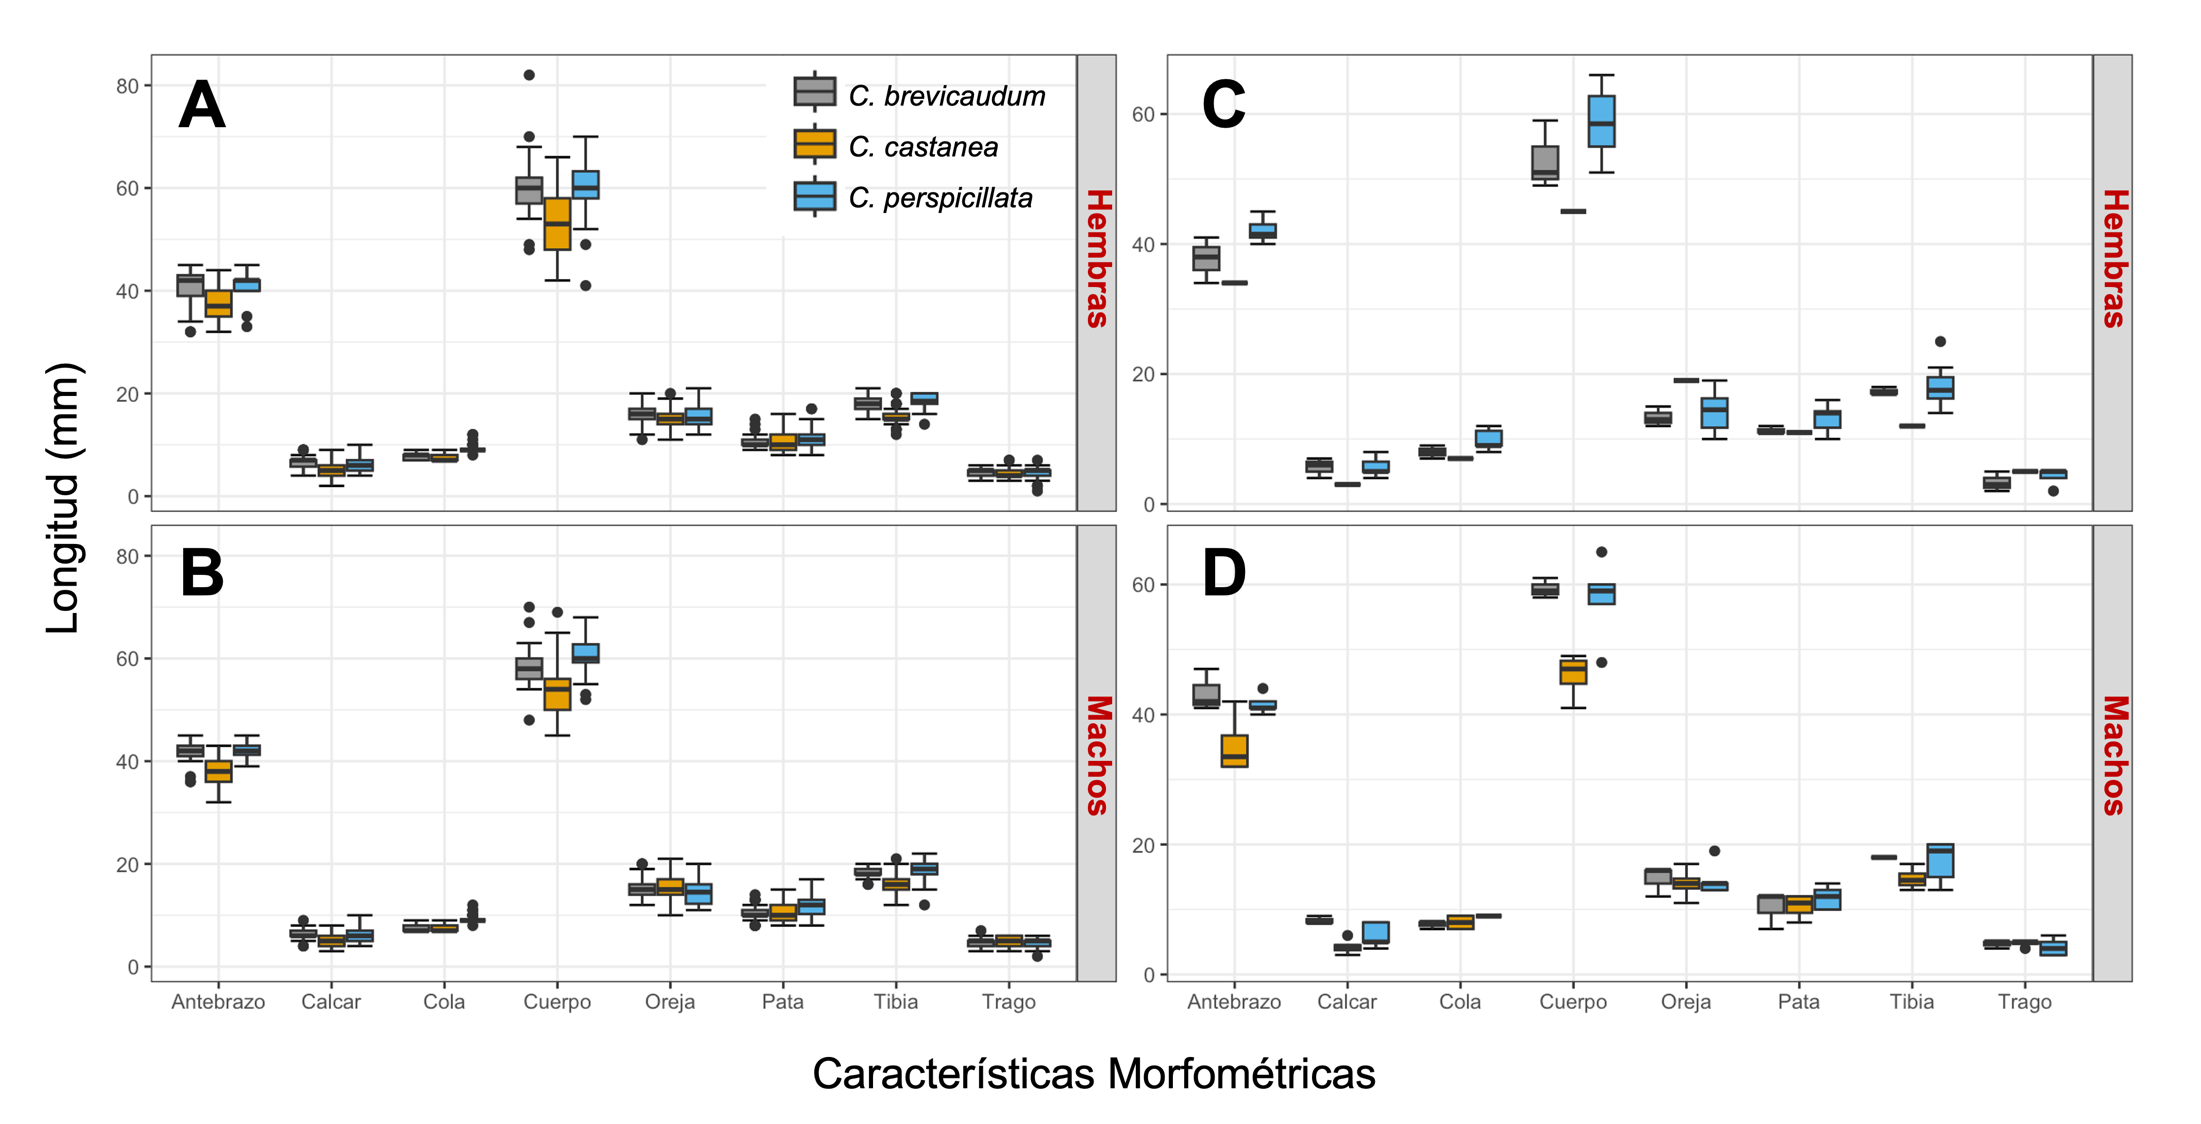 A
C. brevicaudum
C. castanea
C. perspicillata
80
60
40
20
0
Hembras
C
60
40
20
0
Hembras
Longitud (mm)
B
80
60
40
20
0
Machos
D
60
40
20
0
Machos
Antebrazo Calcar Cola Cuerpo Oreja Pata Tibia Trago
Antebrazo Calcar Cola Cuerpo Oreja Pata Tibia Trago
Características Morfométricas